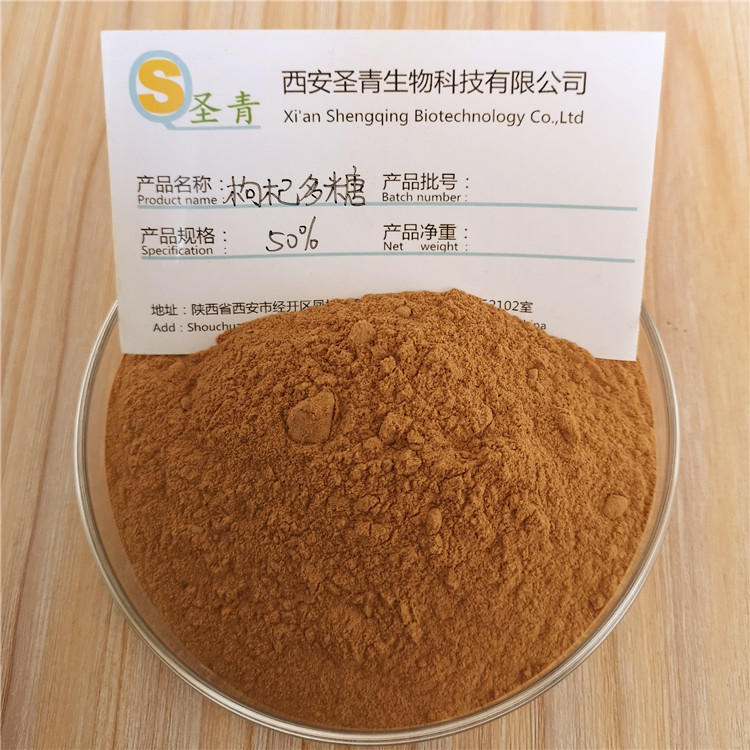 S 圣青
西安圣青生物科技有限公司
Xi'an Shengqing Biotechnology Co.,Ltd
产品名称：枸杞多糖 产品批号：
Product name： Batch number：
产品规格： 50% 产品净重：
Specification ： Net weight：
地址：陕西省西安市经开区凤 2102室
Add：Shouchu